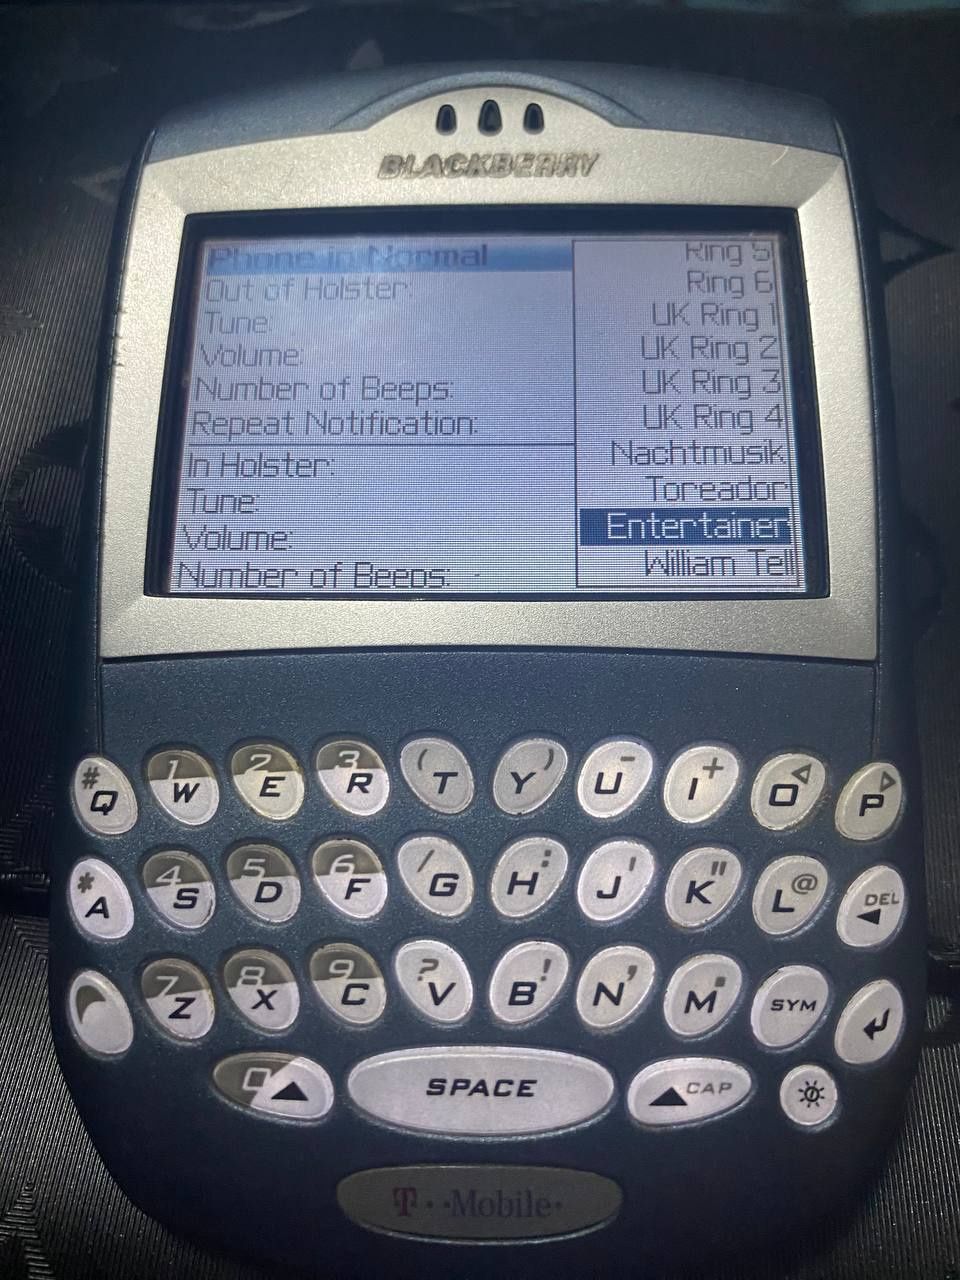 BLACKBERRY
Phone in Normal
Out of Holster:
Tune:
Volume:
Number of Beeps:
Repeat Notification:
In Holster:
Tune:
Volume:
Number of Beeps:
Ring 5
Ring 6
UK Ring 1
UK Ring 2
UK Ring 3
UK Ring 4
Nachtmusik
Toreador
Entertainer
William Tell
# Q 1 W 2 E 3 R ( T ) Y - U + I O P
* A 4 S 5 D 6 F / G : H ' J " K @ L DEL
7 Z 8 X 9 C ? V ! B , N . M SYM
0 SPACE CAP
T··Mobile·